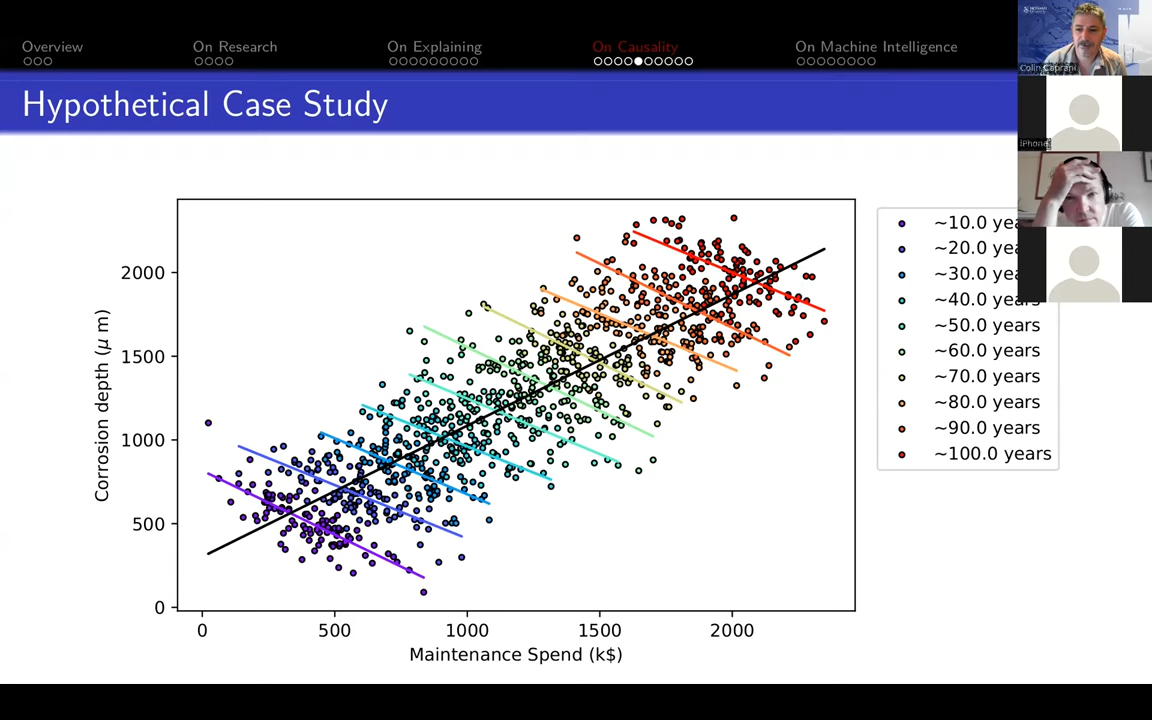 Overview
On Research
On Explaining
On Causality
On Machine Intelligence
Hypothetical Case Study
Colin Caprani
iPhone
~10.0 yea
~20.0 yea
~30.0 yea
~40.0 years
~50.0 years
~60.0 years
~70.0 years
~80.0 years
~90.0 years
~100.0 years
2000
1500
1000
500
0
Corrosion depth (μ m)
0
500
1000
1500
2000
Maintenance Spend (k$)